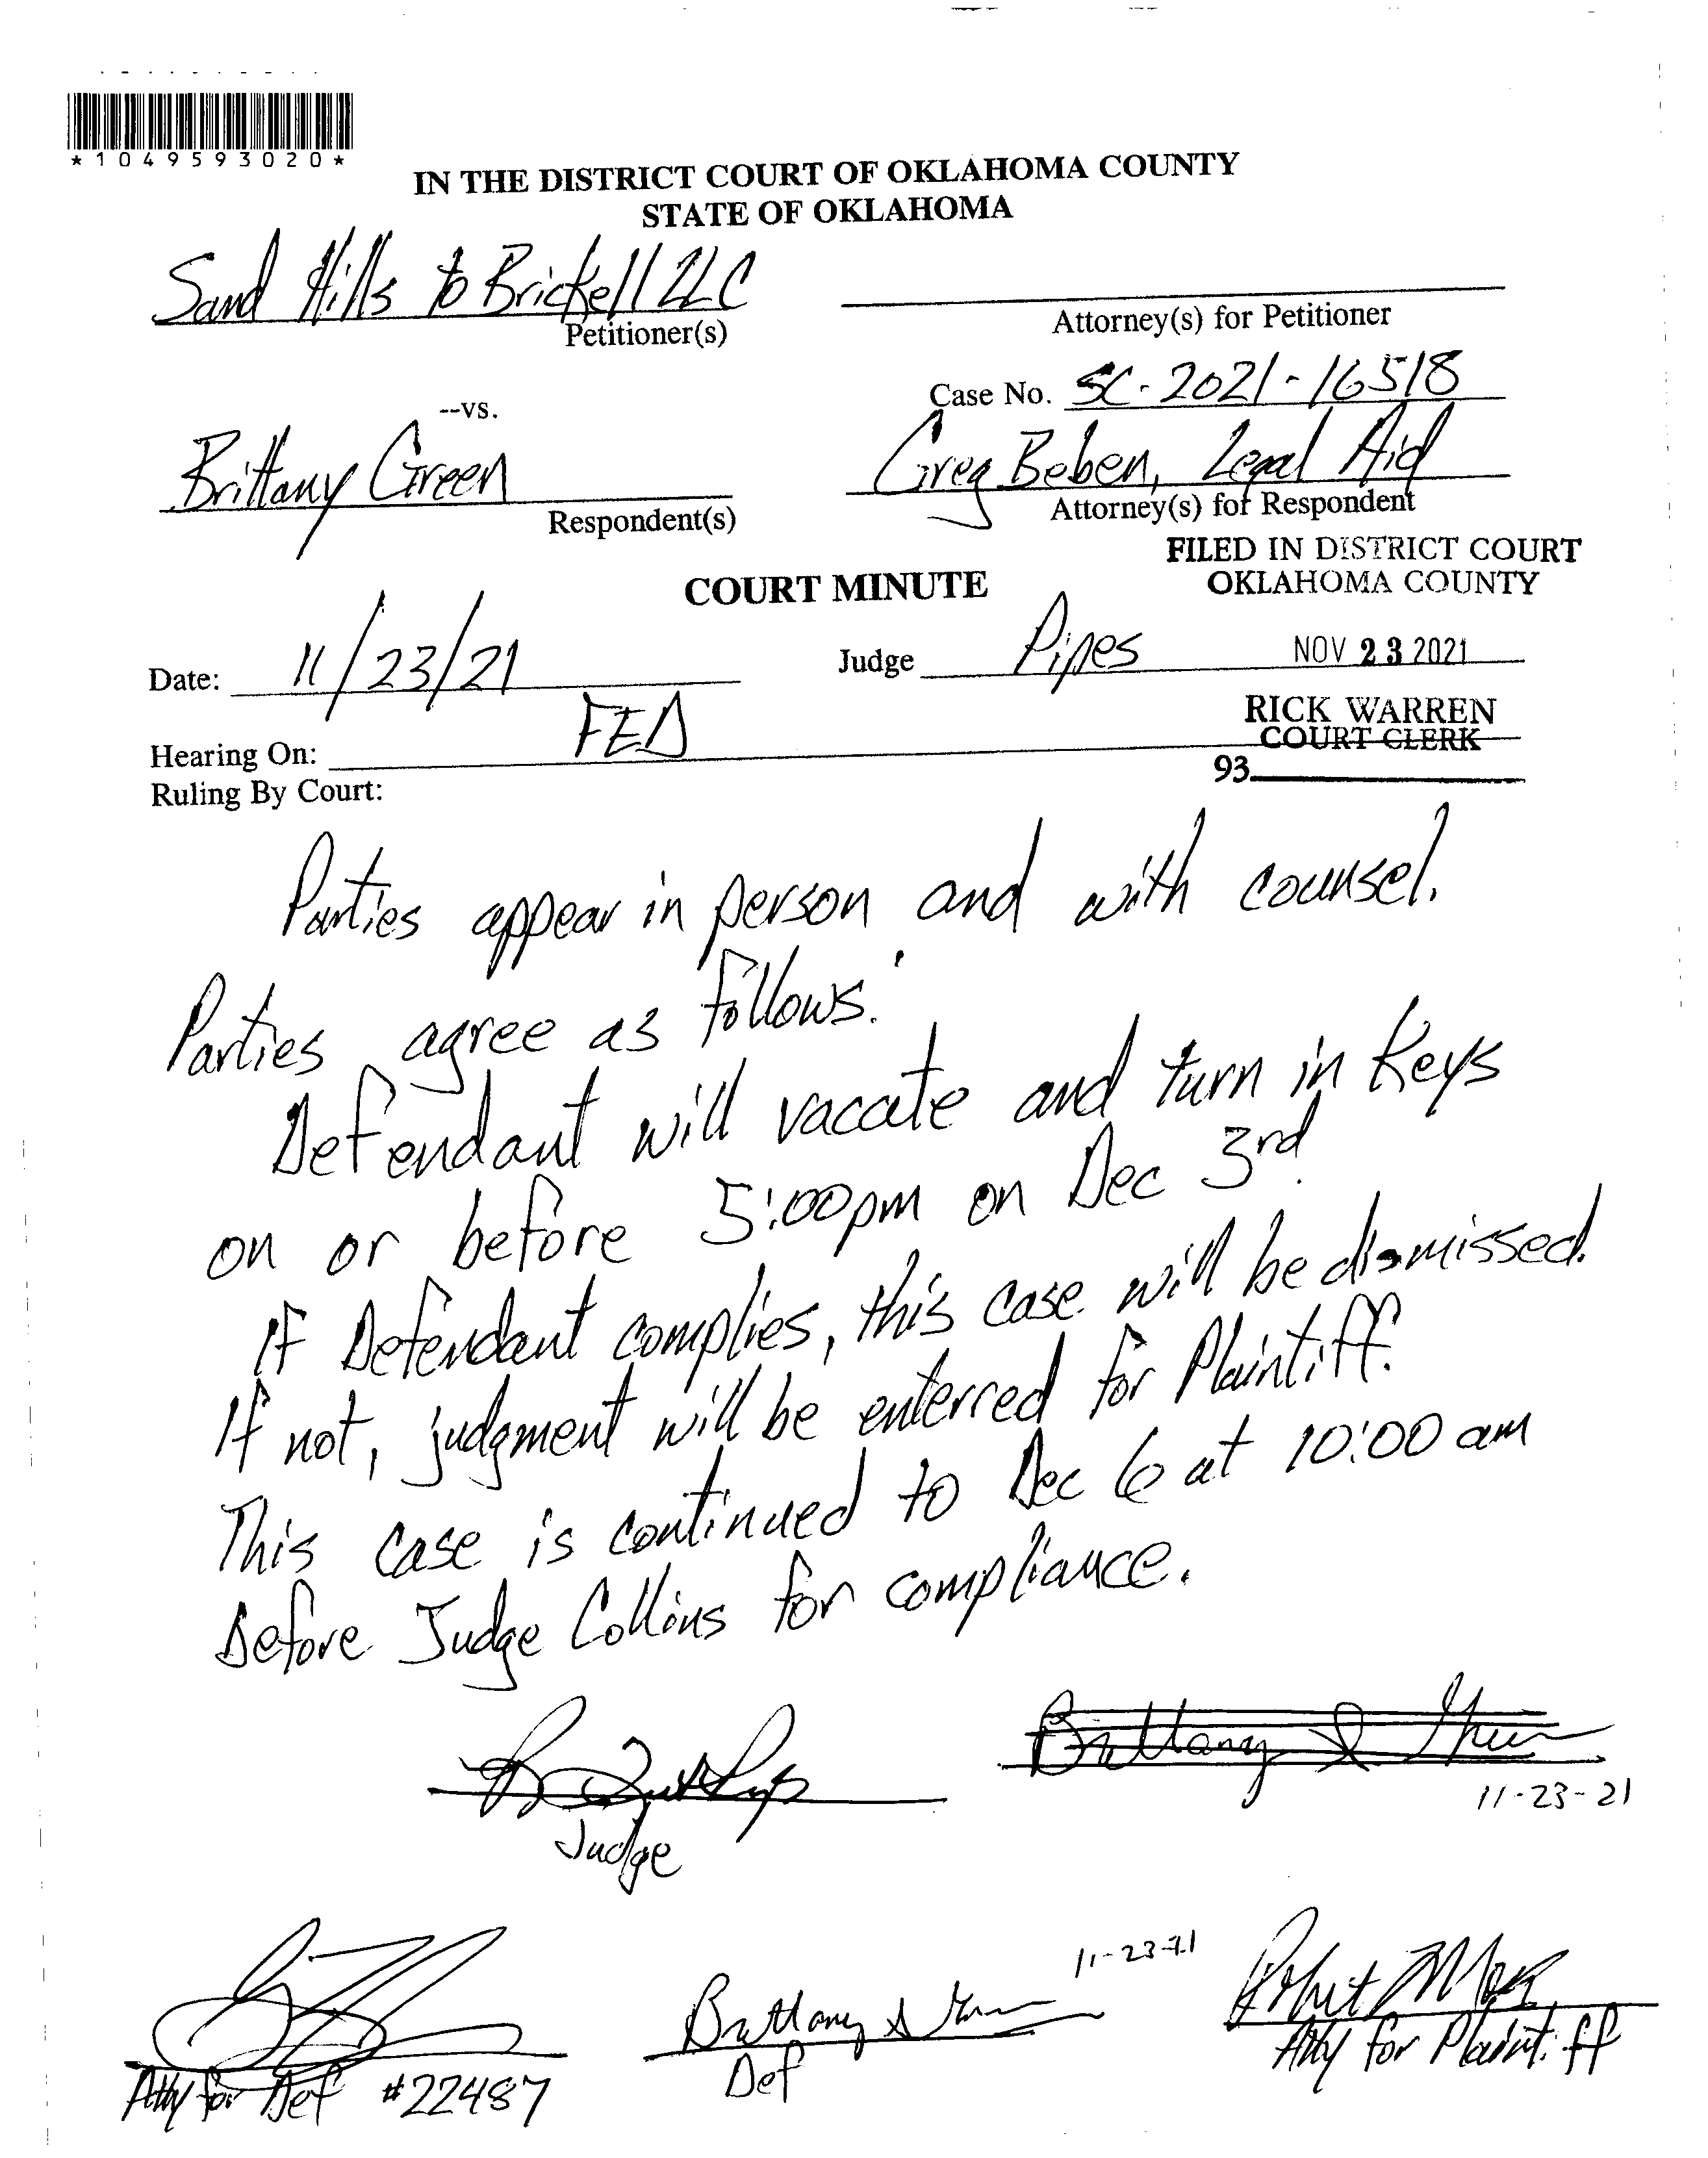 *1049593020*
IN THE DISTRICT COURT OF OKLAHOMA COUNTY
STATE OF OKLAHOMA
Sand Hills to Brickell LLC
Petitioner(s)
Attorney(s) for Petitioner
--vs.
Case No. SC-2021-16518
Brittany Green
Respondent(s)
Greg Beben, Legal Aid
Attorney(s) for Respondent
FILED IN DISTRICT COURT
OKLAHOMA COUNTY
COURT MINUTE
Date: 11/23/21
Judge Pipes
NOV 23 2021
Hearing On: FED
RICK WARREN
COURT CLERK
93
Ruling By Court:
Parties appear in person and with counsel.
Parties agree as follows:
Defendant will vacate and turn in keys
on or before 5:00pm on Dec 3rd.
If Defendant complies, this case will be dismissed.
If not, judgment will be enterred for Plaintiff.
This case is continued to Dec 6 at 10:00 am
Before Judge Collins for compliance.
Judge
Brittany
11-23-21
11-23-21
Brittany
Atty for Def #22487
Def
Atty for Plaintiff